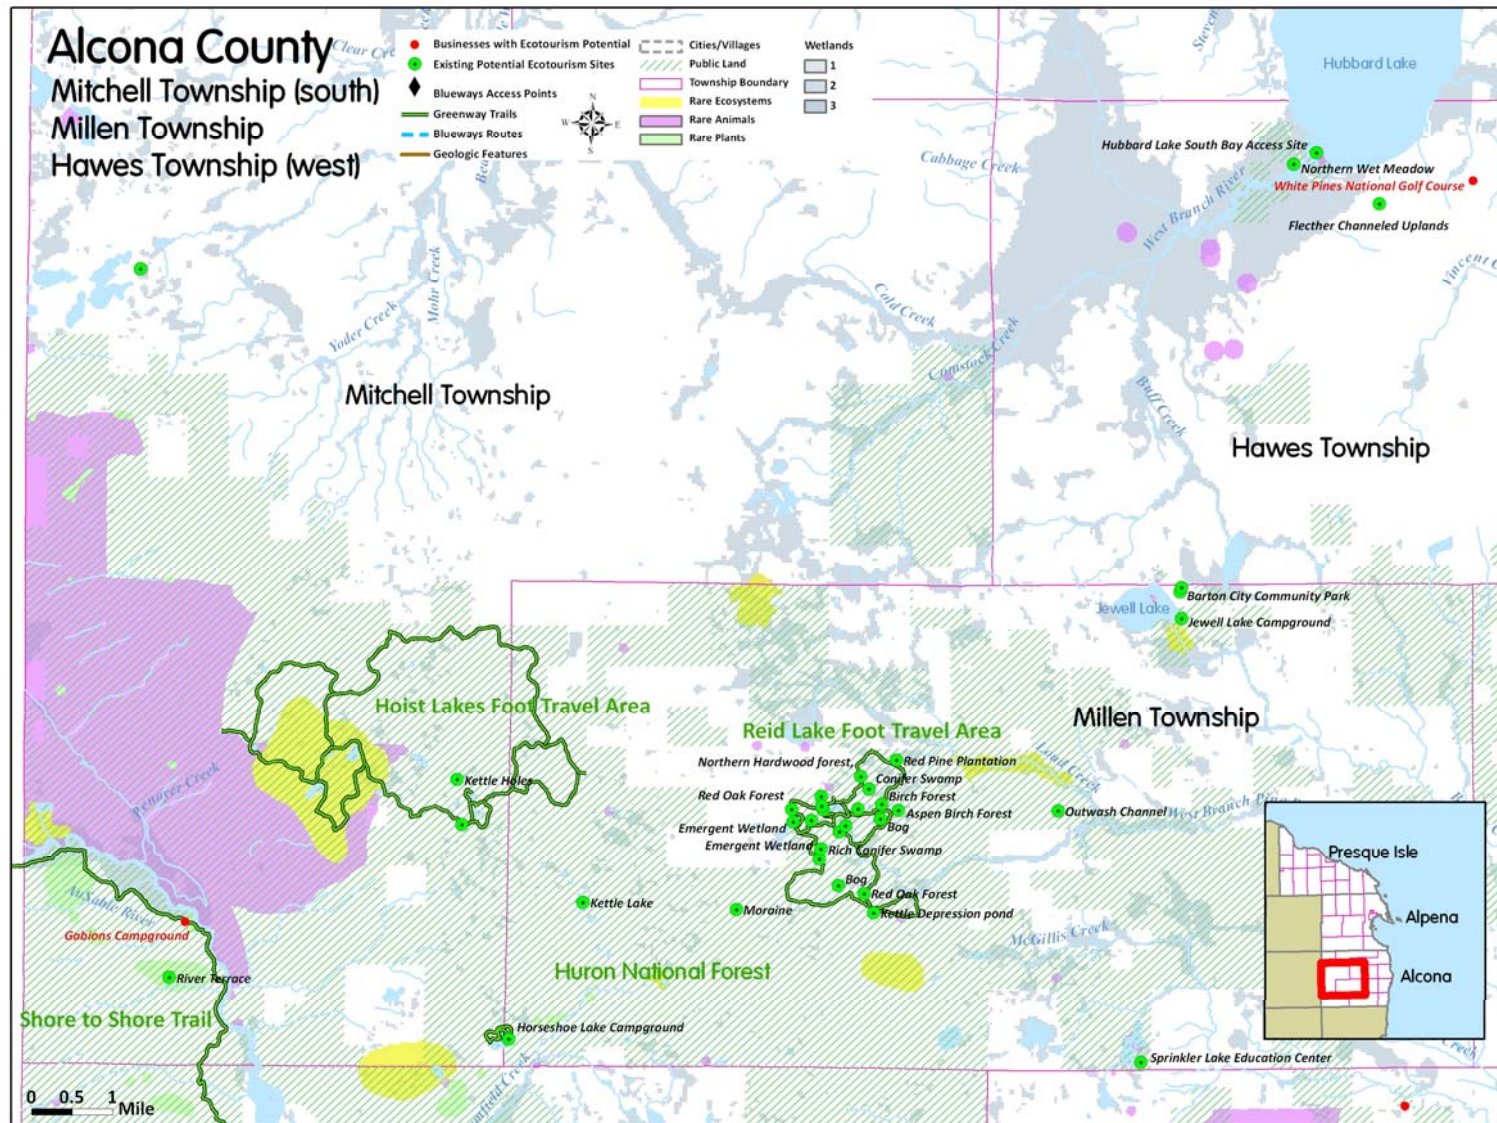 Alcona County
Mitchell Township (south)
Millen Township
Hawes Township (west)
Businesses with Ecotourism Potential
Existing Potential Ecotourism Sites
Blueways Access Points
Greenway Trails
Blueways Routes
Geologic Features
N
W E
S
Cities/Villages
Public Land
Township Boundary
Rare Ecosystems
Rare Animals
Rare Plants
Wetlands
1
2
3
Hubbard Lake
Hubbard Lake South Bay Access Site
Northern Wet Meadow
White Pines National Golf Course
Flecther Channeled Uplands
Cabbage Creek
West Branch River
Mohr Creek
Yoder Creek
Cold Creek
Comstock Creek
Buff Creek
Mitchell Township
Hawes Township
Jewell Lake
Barton City Community Park
Jewell Lake Campground
Millen Township
Hoist Lakes Foot Travel Area
Reid Lake Foot Travel Area
Northern Hardwood forest,
Red Pine Plantation
Conifer Swamp
Kettle Holes
Penoyer Creek
Red Oak Forest
Birch Forest
Aspen Birch Forest
Outwash Channel
Emergent Wetland
Bog
Emergent Wetland
Rich Conifer Swamp
Bog
Red Oak Forest
Kettle Lake
Moraine
Kettle Depression pond
AuSable River
Gabions Campground
McGillis Creek
River Terrace
Huron National Forest
Shore to Shore Trail
Horseshoe Lake Campground
Sprinkler Lake Education Center
Presque Isle
Alpena
Alcona
0 0.5 1
Mile